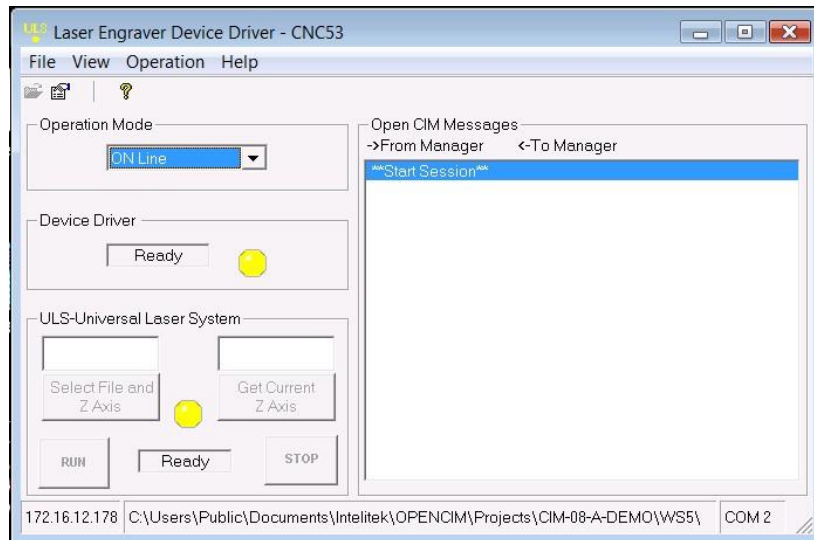 ULS Laser Engraver Device Driver - CNC53
File View Operation Help
Operation Mode
ON Line
Device Driver
Ready
ULS-Universal Laser System
Select File and
Z Axis
Get Current
Z Axis
RUN
Ready
STOP
Open CIM Messages
->From Manager <-To Manager
**Start Session**
172.16.12.178 C:\Users\Public\Documents\Intelitek\OPENCIM\Projects\CIM-08-A-DEMO\WS5\ COM 2